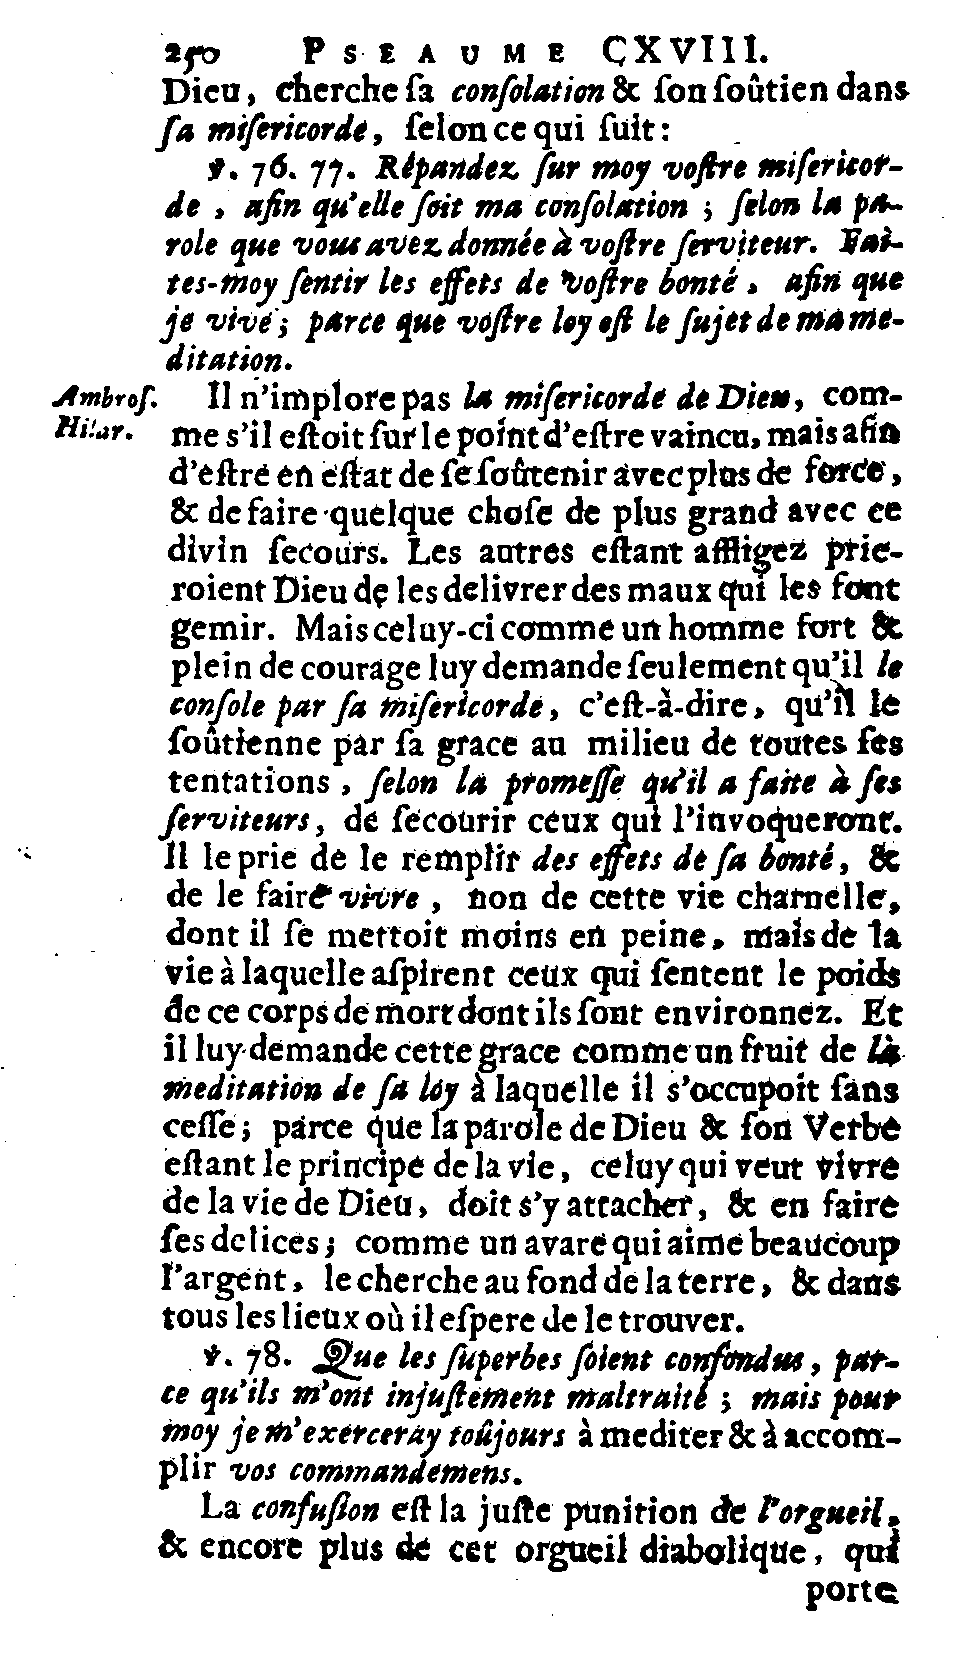 250 PSEAUME CXVIII.
Dieu, cherche ſa conſolation & ſon ſoûtien dans
ſa miſericorde, ſelon ce qui ſuit:
℣. 76. 77. Répandez ſur moy voſtre miſericor-
de, afin qu'elle ſoit ma conſolation; ſelon la pa-
role que vous avez donnée à voſtre ſerviteur. Fai-
tes-moy ſentir les effets de voſtre bonté, afin que
je vive; parce que voſtre loy eſt le ſujet de ma me-
ditation.
Ambroſ.
Hilar.
Il n'implore pas la miſericorde de Dieu, com-
me s'il eſtoit ſur le point d'eſtre vaincu, mais afin
d'eſtre en eſtat de ſe ſoûtenir avec plus de force,
& de faire quelque choſe de plus grand avec ce
divin ſecours. Les autres eſtant affligez prie-
roient Dieu de les delivrer des maux qui les font
gemir. Mais celuy-ci comme un homme fort &
plein de courage luy demande ſeulement qu'il le
conſole par ſa miſericorde, c'eſt-à-dire, qu'il le
ſoûtienne par ſa grace au milieu de toutes ſes
tentations, ſelon la promeſſe qu'il a faite à ſes
ſerviteurs, de ſecourir ceux qui l'invoqueront.
Il le prie de le remplir des effets de ſa bonté, &
de le faire vivre, non de cette vie charnelle,
dont il ſe mettoit moins en peine, mais de la
vie à laquelle aſpirent ceux qui ſentent le poids
de ce corps de mort dont ils ſont environnez. Et
il luy demande cette grace comme un fruit de la
meditation de ſa loy à laquelle il s'occupoit ſans
ceſſe; parce que la parole de Dieu & ſon Verbe
eſtant le principe de la vie, celuy qui veut vivre
de la vie de Dieu, doit s'y attacher, & en faire
ſes delices; comme un avare qui aime beaucoup
l'argent, le cherche au fond de la terre, & dans
tous les lieux où il eſpere de le trouver.
℣. 78. Que les ſuperbes ſoient confondus, par-
ce qu'ils m'ont injuſtement maltraité; mais pour
moy je m'exerceray toûjours à mediter & à accom-
plir vos commandemens.
La confuſion eſt la juſte punition de l'orgueil,
& encore plus de cet orgueil diabolique, qui
porte